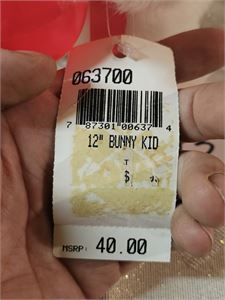 063700
7 87301 00637 4
12" BUNNY KID
T
$
MSRP: 40.00